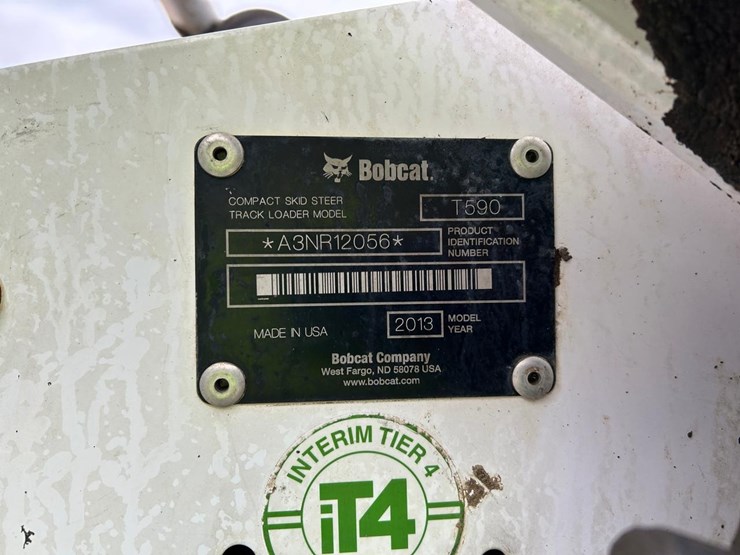 Bobcat.
COMPACT SKID STEER
TRACK LOADER MODEL
T590
*A3NR12056*
PRODUCT
IDENTIFICATION
NUMBER
MADE IN USA
2013
MODEL
YEAR
Bobcat Company
West Fargo, ND 58078 USA
www.bobcat.com
INTERIM TIER 4
iT4